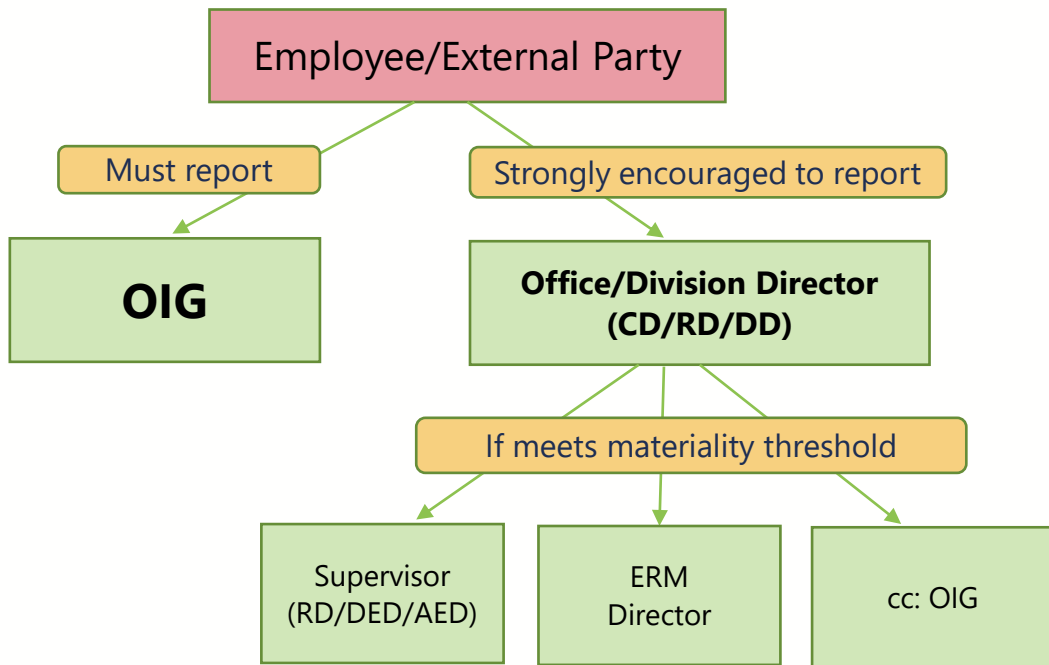 Employee/External Party
Must report
Strongly encouraged to report
OIG
Office/Division Director
(CD/RD/DD)
If meets materiality threshold
Supervisor
(RD/DED/AED)
ERM
Director
cc: OIG